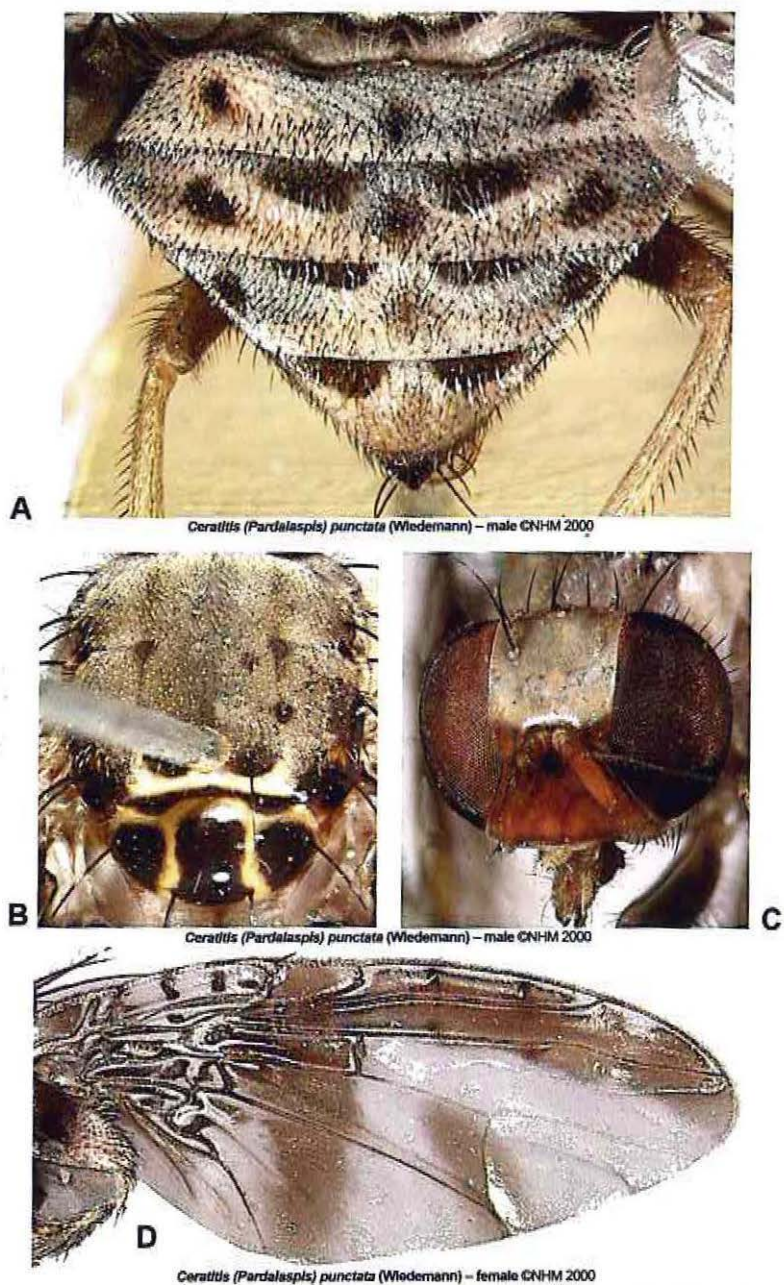 A
Ceratitis (Pardalaspis) punctata (Wiedemann) – male ©NHM 2000
B
C
Ceratitis (Pardalaspis) punctata (Wiedemann) – male ©NHM 2000
D
Ceratitis (Pardalaspis) punctata (Wiedemann) – female ©NHM 2000